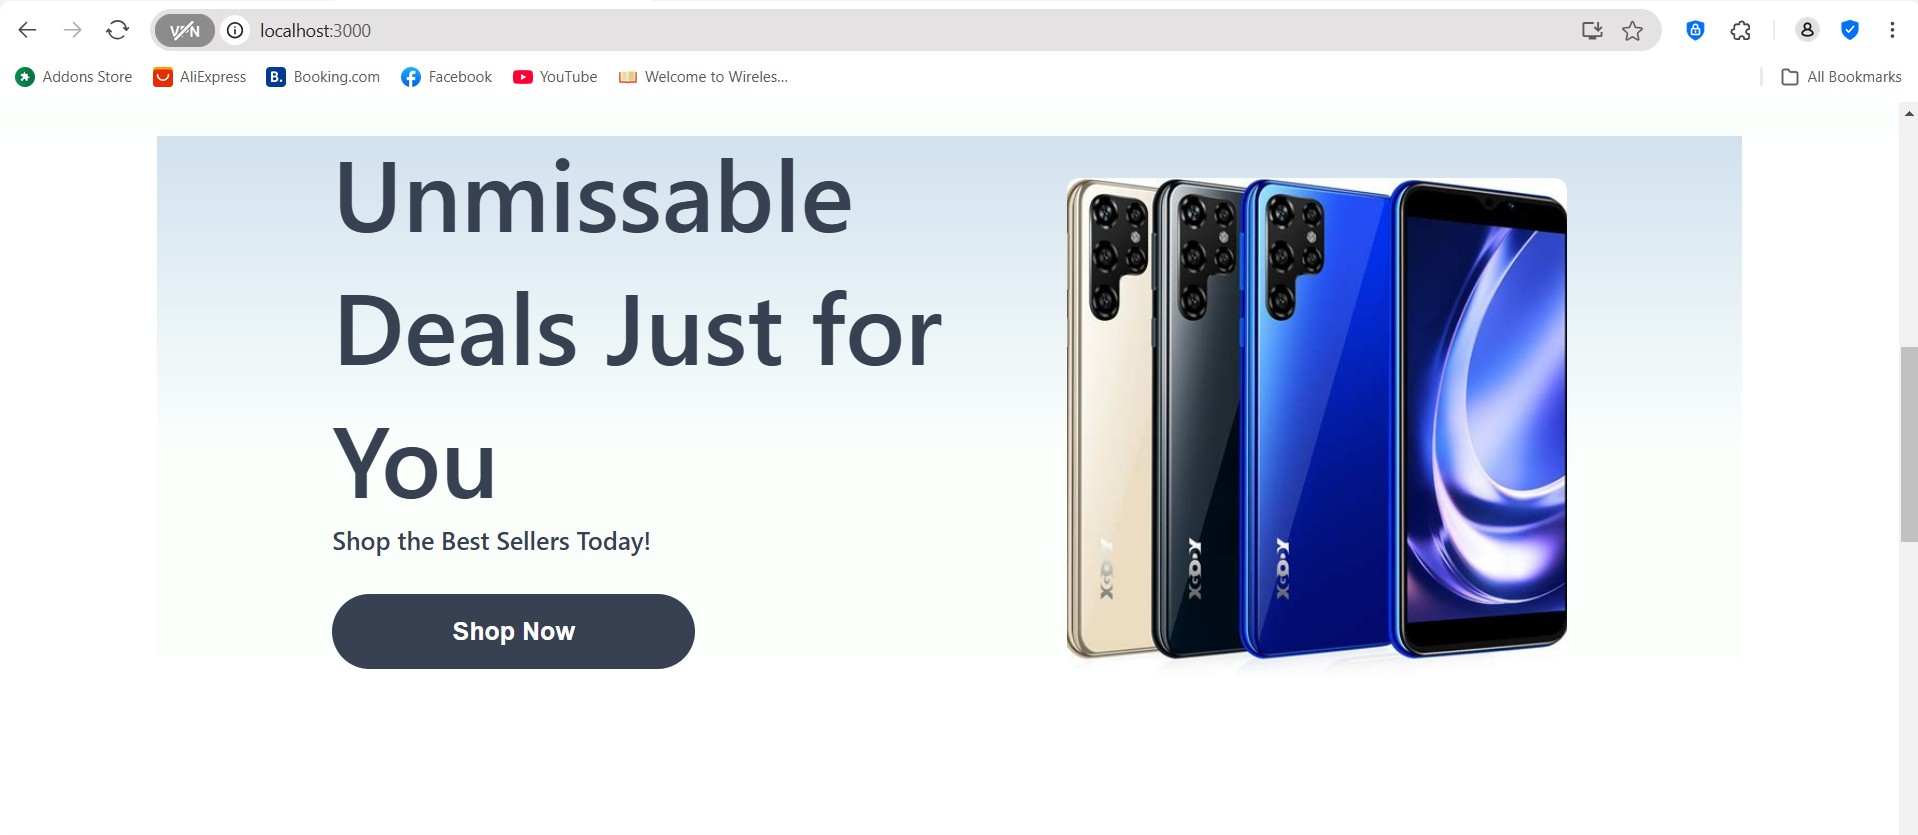 VPN
localhost:3000
Addons Store
AliExpress
B. Booking.com
Facebook
YouTube
Welcome to Wireles...
All Bookmarks
Unmissable
Deals Just for
You
Shop the Best Sellers Today!
Shop Now
XGODY
XGODY
XGODY